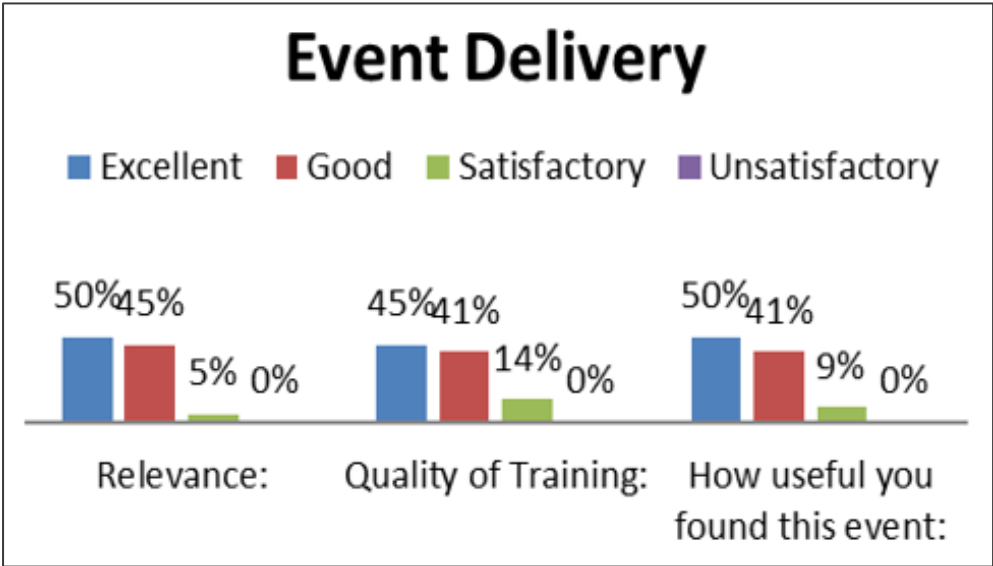 Event Delivery
Excellent Good Satisfactory Unsatisfactory
50% 45% 5% 0% 45% 41% 14% 0% 50% 41% 9% 0%
Relevance: Quality of Training: How useful you
found this event: